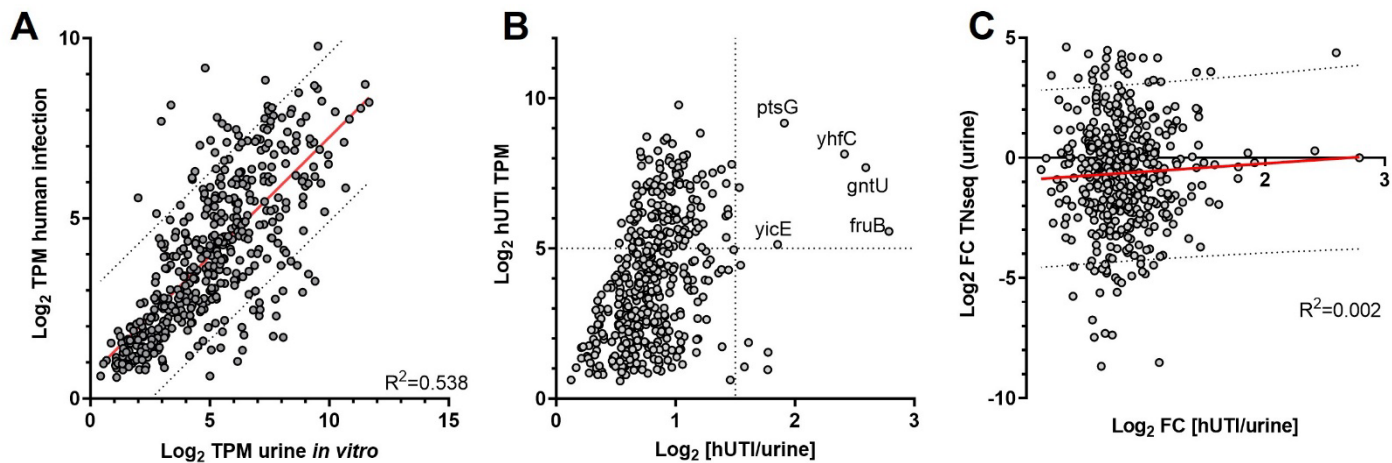 A
Log₂ TPM human infection
10
5
0
0
5
10
15
R²=0.538
Log₂ TPM urine in vitro
B
Log₂ hUTI TPM
10
5
0
0
1
2
3
ptsG
yhfC
gntU
yicE
fruB
Log₂ [hUTI/urine]
C
Log2 FC TNseq (urine)
5
0
-5
-10
2
3
R²=0.002
Log₂ FC [hUTI/urine]